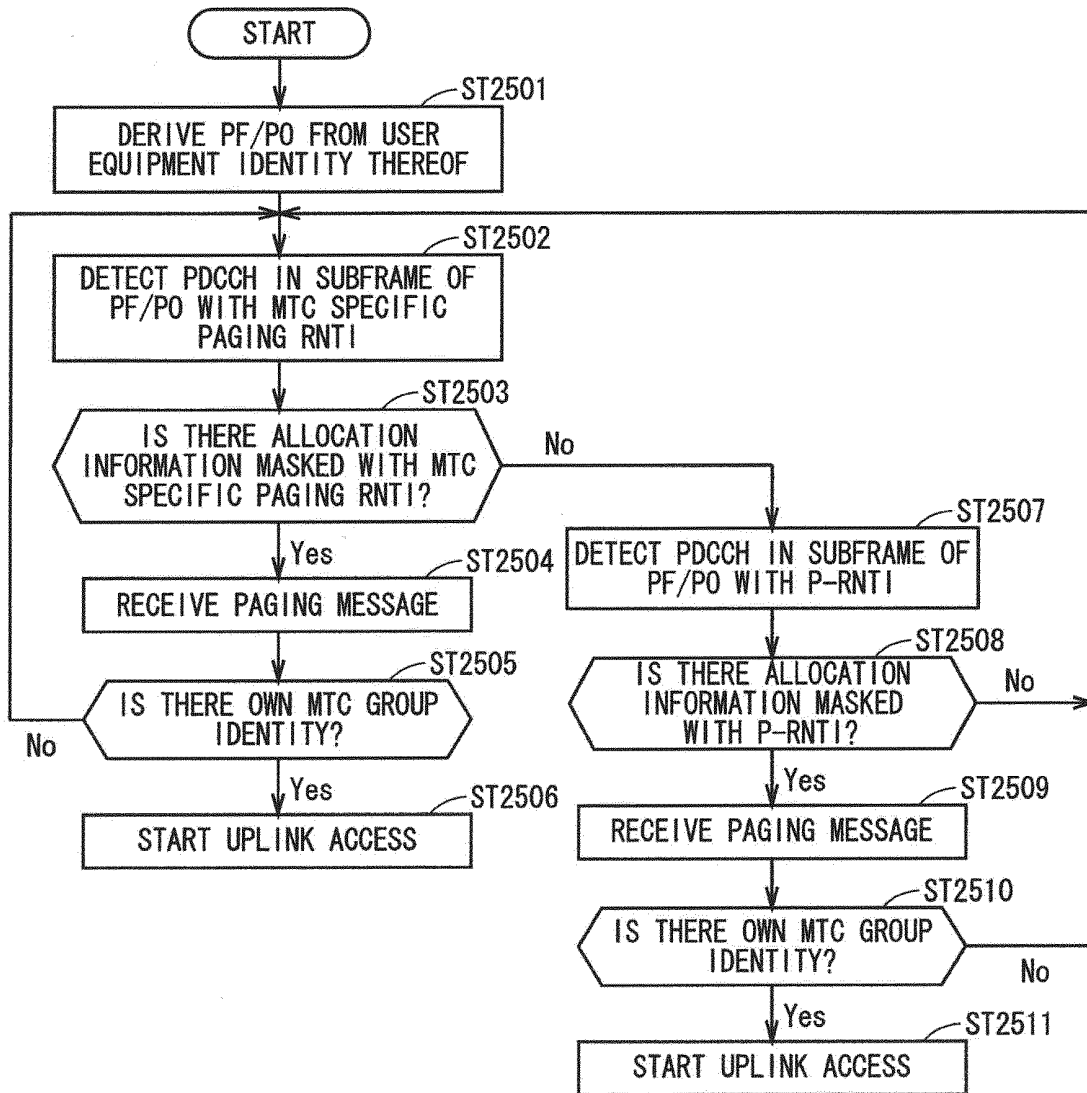 START
ST2501
DERIVE PF/PO FROM USER
EQUIPMENT IDENTITY THEREOF
ST2502
DETECT PDCCH IN SUBFRAME OF
PF/PO WITH MTC SPECIFIC
PAGING RNTI
ST2503
IS THERE ALLOCATION
INFORMATION MASKED WITH MTC
SPECIFIC PAGING RNTI?
No
Yes
ST2504
RECEIVE PAGING MESSAGE
ST2505
IS THERE OWN MTC GROUP
IDENTITY?
No
Yes
ST2506
START UPLINK ACCESS
ST2507
DETECT PDCCH IN SUBFRAME OF
PF/PO WITH P-RNTI
ST2508
IS THERE ALLOCATION
INFORMATION MASKED
WITH P-RNTI?
No
Yes
ST2509
RECEIVE PAGING MESSAGE
ST2510
IS THERE OWN MTC GROUP
IDENTITY?
No
Yes
ST2511
START UPLINK ACCESS